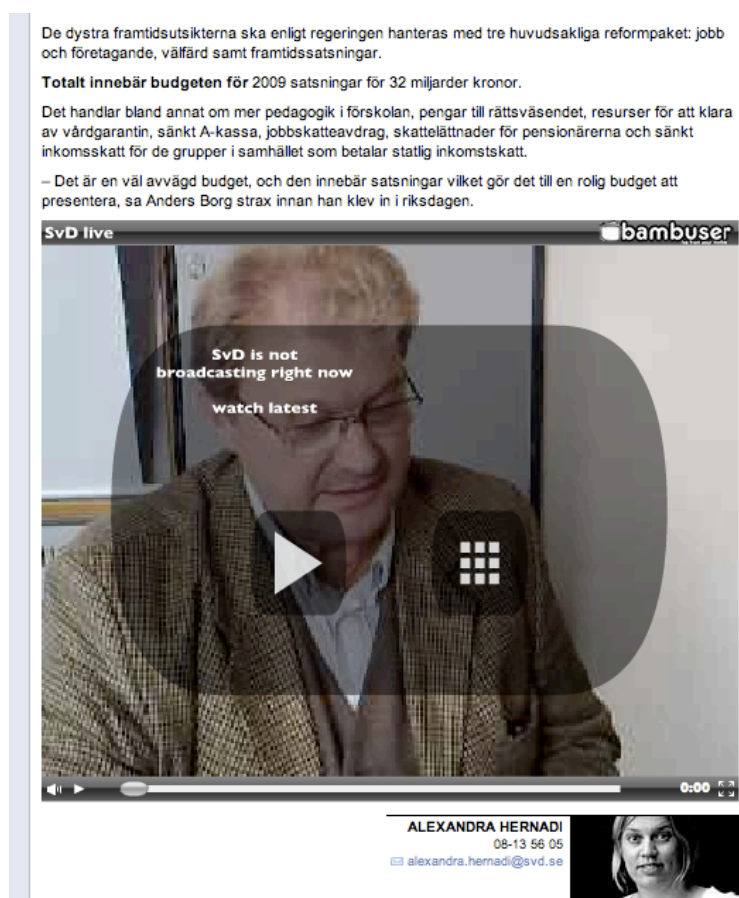 De dystra framtidsutsikterna ska enligt regeringen hanteras med tre huvudsakliga reformpaket: jobb
och företagande, välfärd samt framtidssatsningar.
Totalt innebär budgeten för 2009 satsningar för 32 miljarder kronor.
Det handlar bland annat om mer pedagogik i förskolan, pengar till rättsväsendet, resurser för att klara
av vårdgarantin, sänkt A-kassa, jobbskatteavdrag, skattelättnader för pensionärerna och sänkt
inkomsskatt för de grupper i samhället som betalar statlig inkomstskatt.
– Det är en väl avvägd budget, och den innebär satsningar vilket gör det till en rolig budget att
presentera, sa Anders Borg strax innan han klev in i riksdagen.
SvD live
bambuser
SvD is not
broadcasting right now
watch latest
0:00
ALEXANDRA HERNADI
08-13 56 05
alexandra.hernadi@svd.se